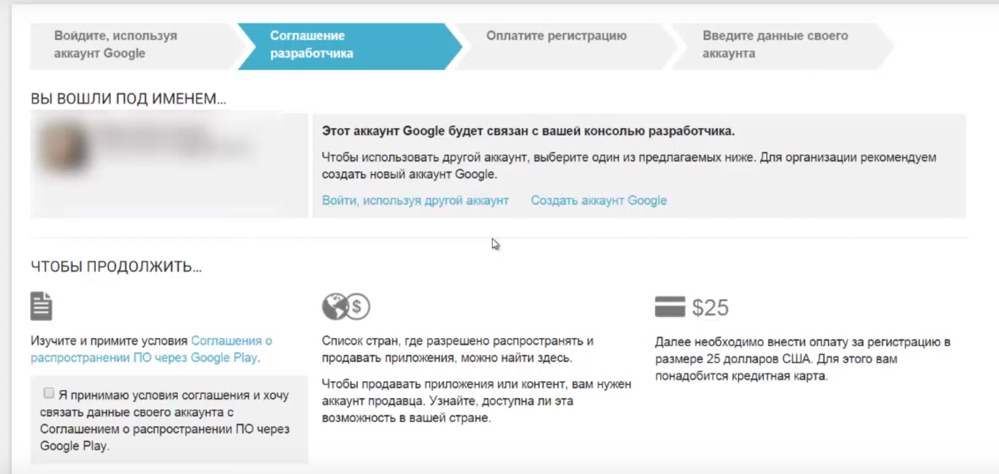 Войдите, используя
аккаунт Google
Соглашение
разработчика
Оплатите регистрацию
Введите данные своего
аккаунта
ВЫ ВОШЛИ ПОД ИМЕНЕМ...
Этот аккаунт Google будет связан с вашей консолью разработчика.
Чтобы использовать другой аккаунт, выберите один из предлагаемых ниже. Для организации рекомендуем
создать новый аккаунт Google.
Войти, используя другой аккаунт Создать аккаунт Google
ЧТОБЫ ПРОДОЛЖИТЬ...
Изучите и примите условия Соглашения о
распространении ПО через Google Play.
Я принимаю условия соглашения и хочу
связать данные своего аккаунта с
Соглашением о распространении ПО через
Google Play.
$
Список стран, где разрешено распространять и
продавать приложения, можно найти здесь.
Чтобы продавать приложения или контент, вам нужен
аккаунт продавца. Узнайте, доступна ли эта
возможность в вашей стране.
$25
Далее необходимо внести оплату за регистрацию в
размере 25 долларов США. Для этого вам
понадобится кредитная карта.